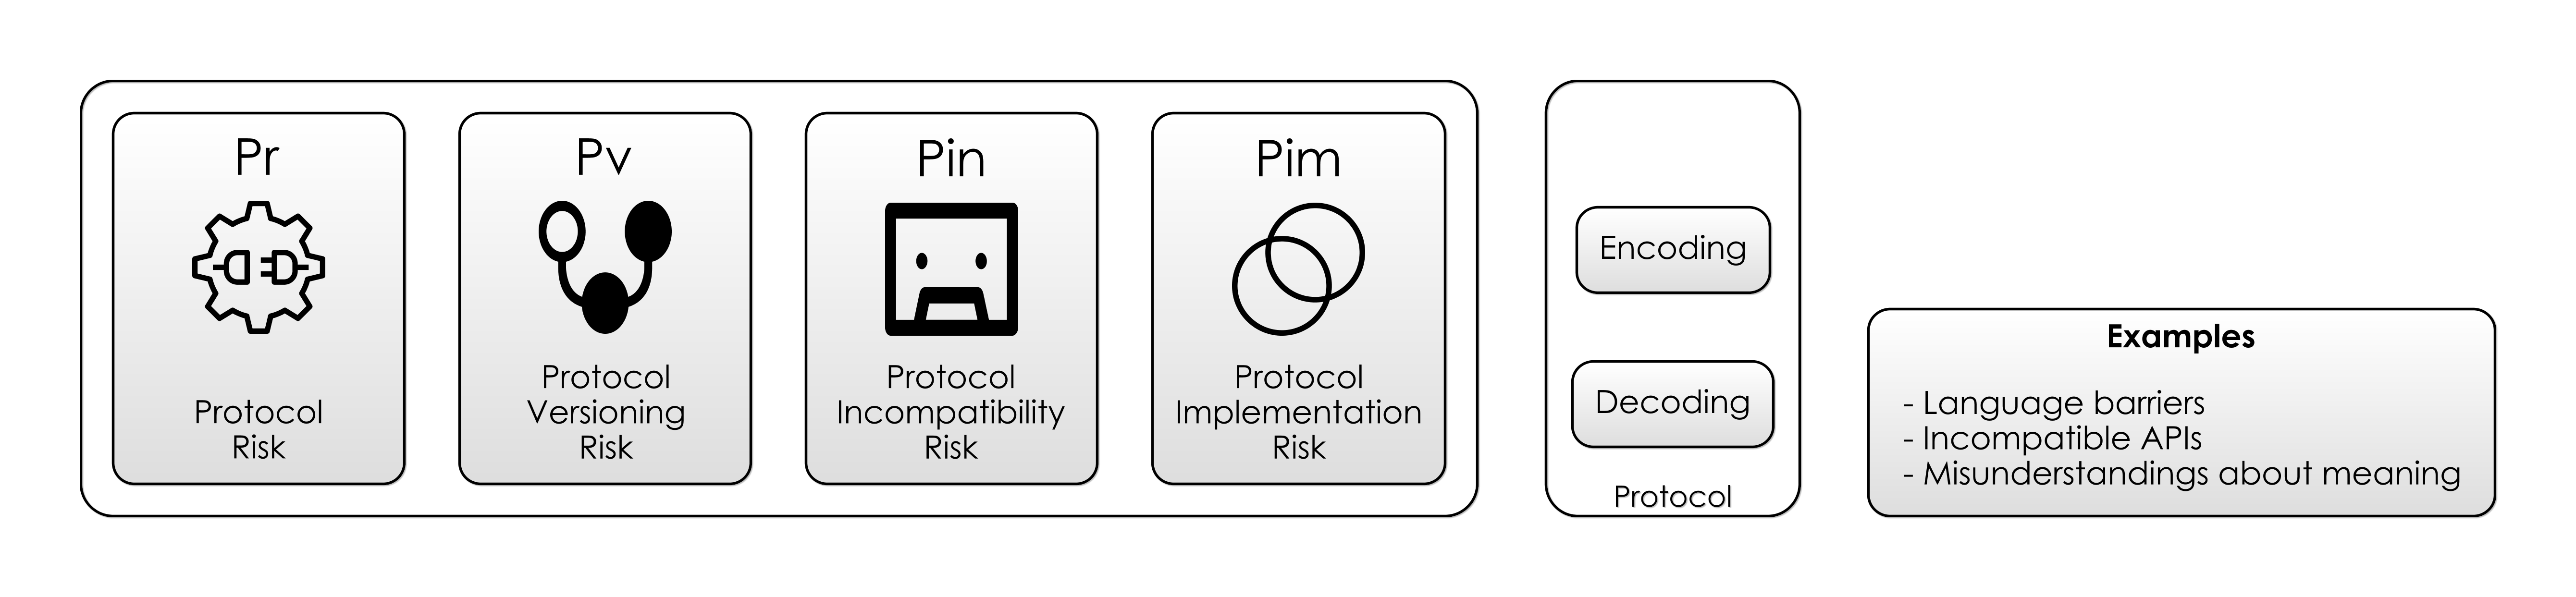 Pr
Protocol
Risk
Pv
Protocol
Versioning
Risk
Pin
Protocol
Incompatibility
Risk
Pim
Protocol
Implementation
Risk
Encoding
Decoding
Protocol
Examples
- Language barriers
- Incompatible APIs
- Misunderstandings about meaning